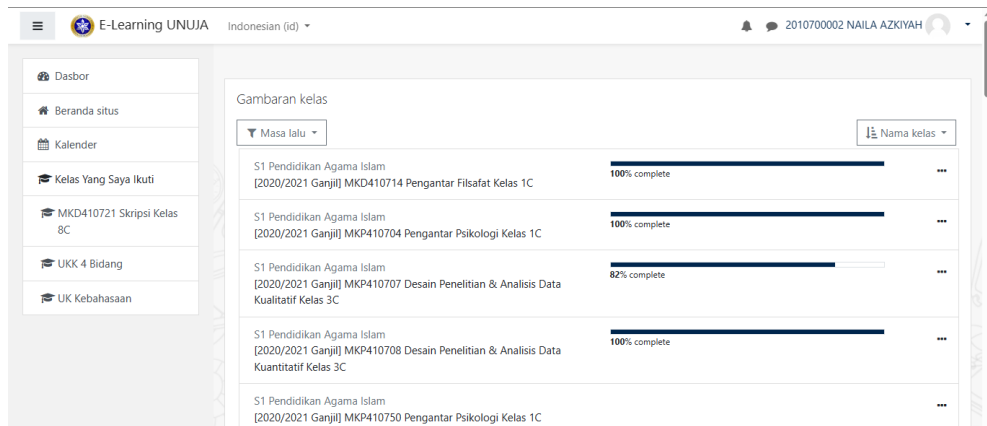 E-Learning UNUJA
Indonesian (id)
2010700002 NAILA AZKIYAH
Dasbor
Beranda situs
Kalender
Kelas Yang Saya Ikuti
MKD410721 Skripsi Kelas
8C
UKK 4 Bidang
UK Kebahasaan
Gambaran kelas
Masa lalu
Nama kelas
S1 Pendidikan Agama Islam
[2020/2021 Ganjil] MKD410714 Pengantar Filsafat Kelas 1C
100% complete
S1 Pendidikan Agama Islam
[2020/2021 Ganjil] MKP410704 Pengantar Psikologi Kelas 1C
100% complete
S1 Pendidikan Agama Islam
[2020/2021 Ganjil] MKP410707 Desain Penelitian & Analisis Data
Kualitatif Kelas 3C
82% complete
S1 Pendidikan Agama Islam
[2020/2021 Ganjil] MKP410708 Desain Penelitian & Analisis Data
Kuantitatif Kelas 3C
100% complete
S1 Pendidikan Agama Islam
[2020/2021 Ganjil] MKP410750 Pengantar Psikologi Kelas 1C